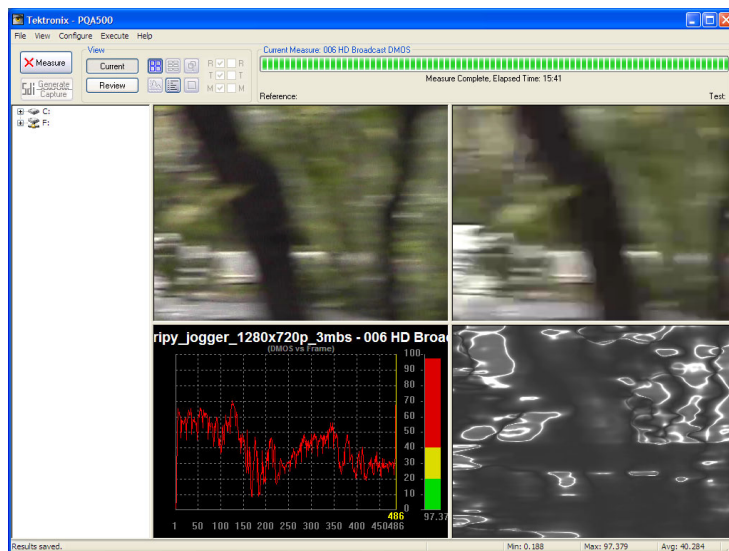 Tektronix - PQA500
File View Configure Execute Help
View
Current Measure: 006 HD Broadcast DMOS
Measure
Current
R R
T T
M M
Measure Complete, Elapsed Time: 15:41
Sdi Generate Capture
Review
Reference: Test:
C:
F:
ripy_jogger_1280x720p_3mbs - 006 HD Broa
(DMOS vs Frame)
100
90
80
70
60
50
40
30
20
10
0
486 97.37
1 50 100 150 200 250 300 350 400 450 486
Results saved. Min: 0.188 Max: 97.379 Avg: 40.284